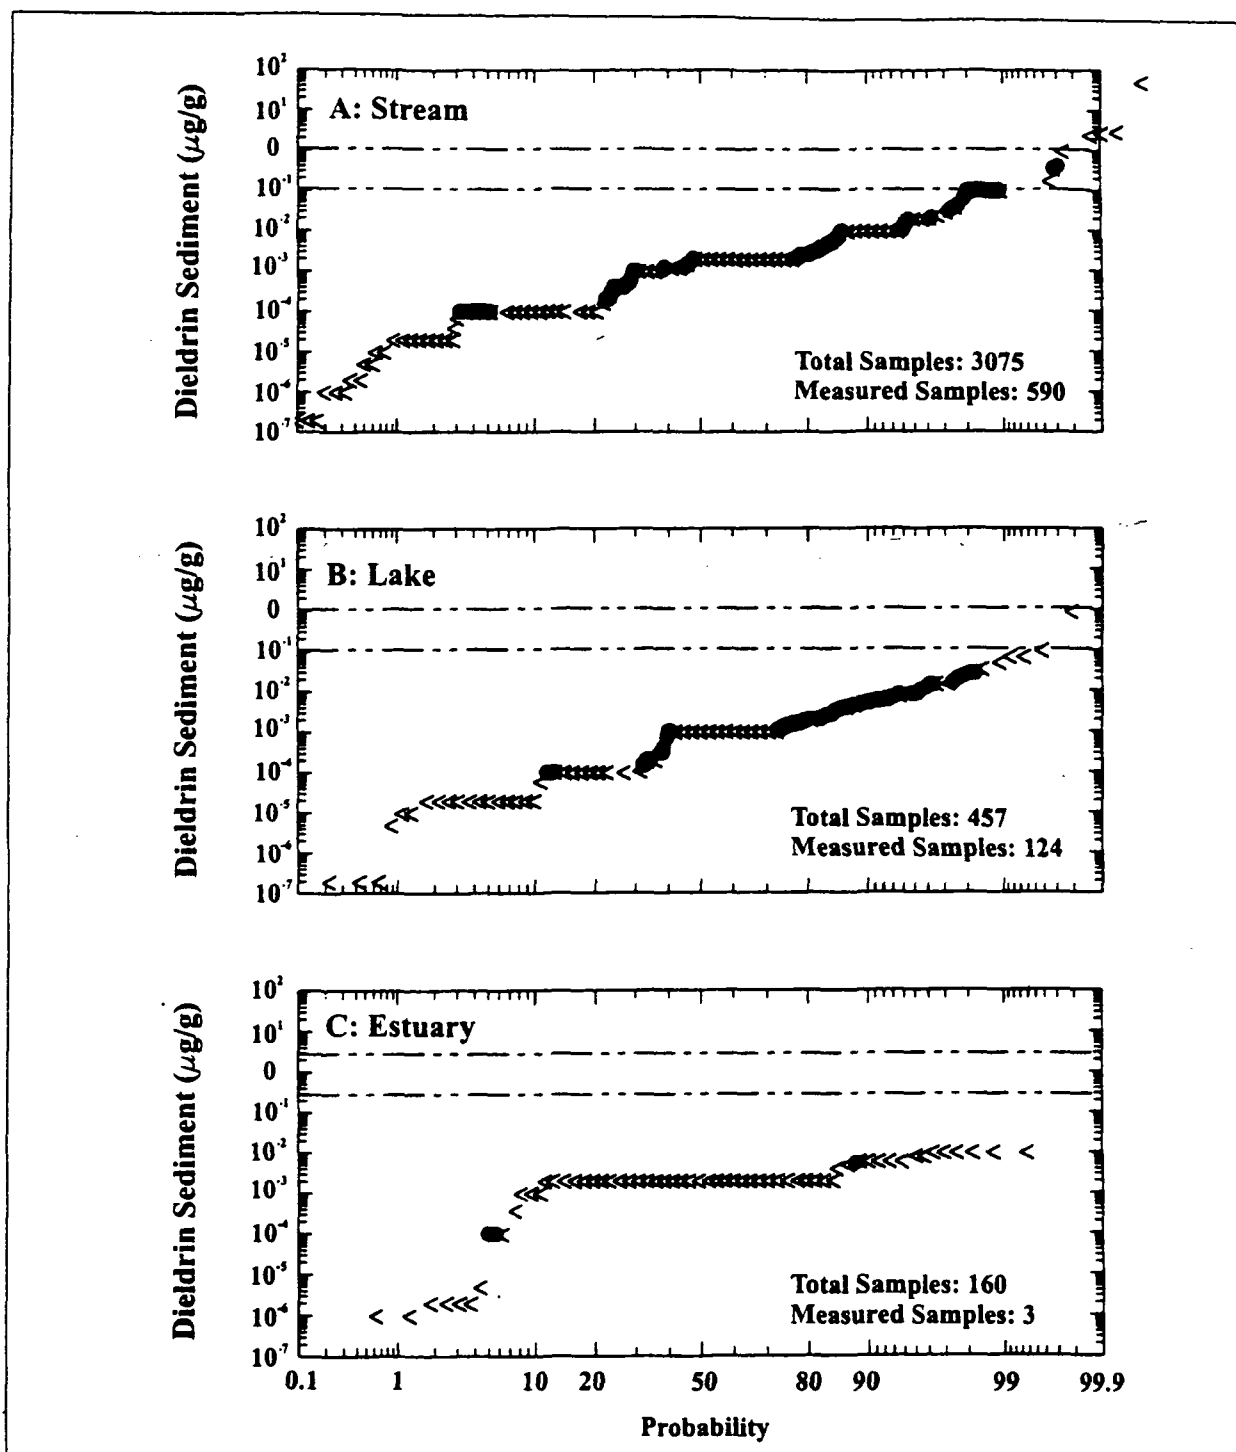 A: Stream
Dieldrin Sediment (μg/g)
10²
10¹
0
10⁻¹
10⁻²
10⁻³
10⁻⁴
10⁻⁵
10⁻⁶
10⁻⁷
Total Samples: 3075
Measured Samples: 590
B: Lake
Dieldrin Sediment (μg/g)
10²
10¹
0
10⁻¹
10⁻²
10⁻³
10⁻⁴
10⁻⁵
10⁻⁶
10⁻⁷
Total Samples: 457
Measured Samples: 124
C: Estuary
Dieldrin Sediment (μg/g)
10²
10¹
0
10⁻¹
10⁻²
10⁻³
10⁻⁴
10⁻⁵
10⁻⁶
10⁻⁷
Total Samples: 160
Measured Samples: 3
0.1 1 10 20 50 80 90 99 99.9
Probability